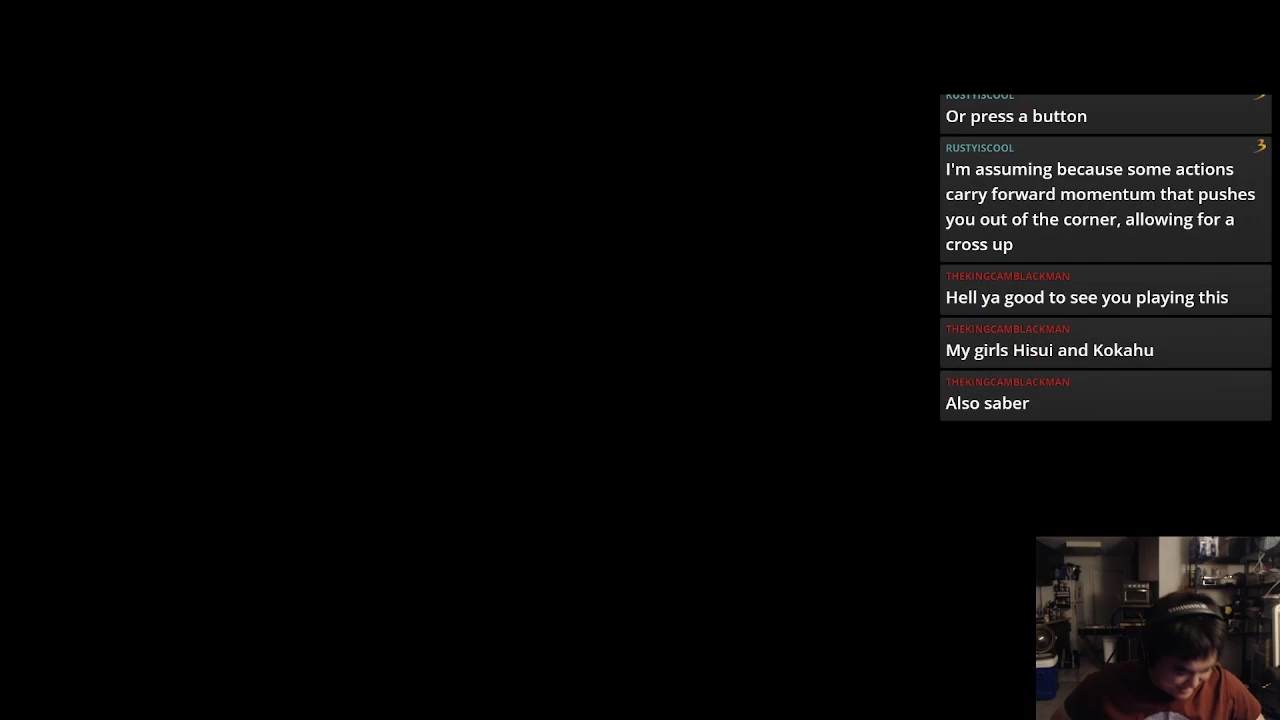 RUSTYISCOOL
Or press a button
RUSTYISCOOL
I'm assuming because some actions
carry forward momentum that pushes
you out of the corner, allowing for a
cross up
THEKINGCAMBLACKMAN
Hell ya good to see you playing this
THEKINGCAMBLACKMAN
My girls Hisui and Kokahu
THEKINGCAMBLACKMAN
Also saber